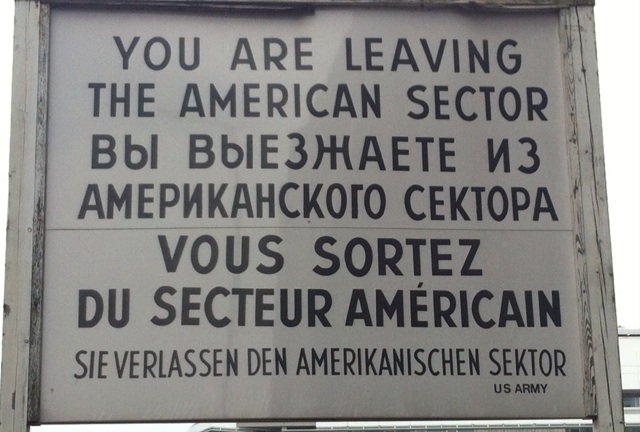 YOU ARE LEAVING
THE AMERICAN SECTOR
ВЫ ВЫЕЗЖАЕТЕ ИЗ
АМЕРИКАНСКОГО СЕКТОРА
VOUS SORTEZ
DU SECTEUR AMÉRICAIN
SIE VERLASSEN DEN AMERIKANISCHEN SEKTOR
US ARMY